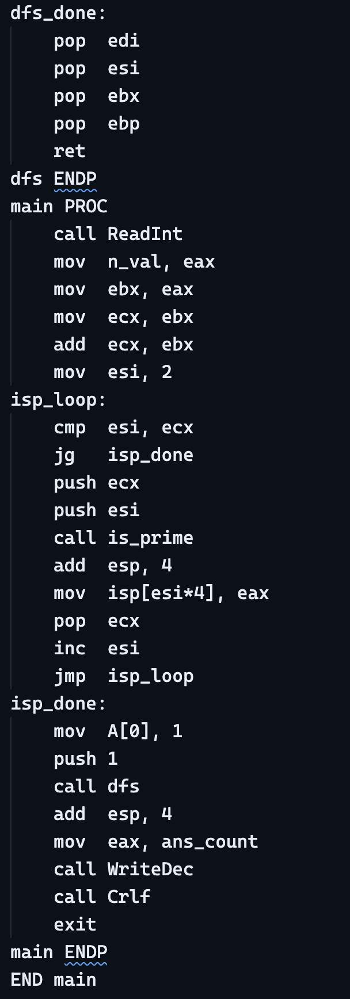 dfs_done:
    pop  edi
    pop  esi
    pop  ebx
    pop  ebp
    ret
dfs ENDP
main PROC
    call ReadInt
    mov  n_val, eax
    mov  ebx, eax
    mov  ecx, ebx
    add  ecx, ebx
    mov  esi, 2
isp_loop:
    cmp  esi, ecx
    jg   isp_done
    push ecx
    push esi
    call is_prime
    add  esp, 4
    mov  isp[esi*4], eax
    pop  ecx
    inc  esi
    jmp  isp_loop
isp_done:
    mov  A[0], 1
    push 1
    call dfs
    add  esp, 4
    mov  eax, ans_count
    call WriteDec
    call Crlf
    exit
main ENDP
END main